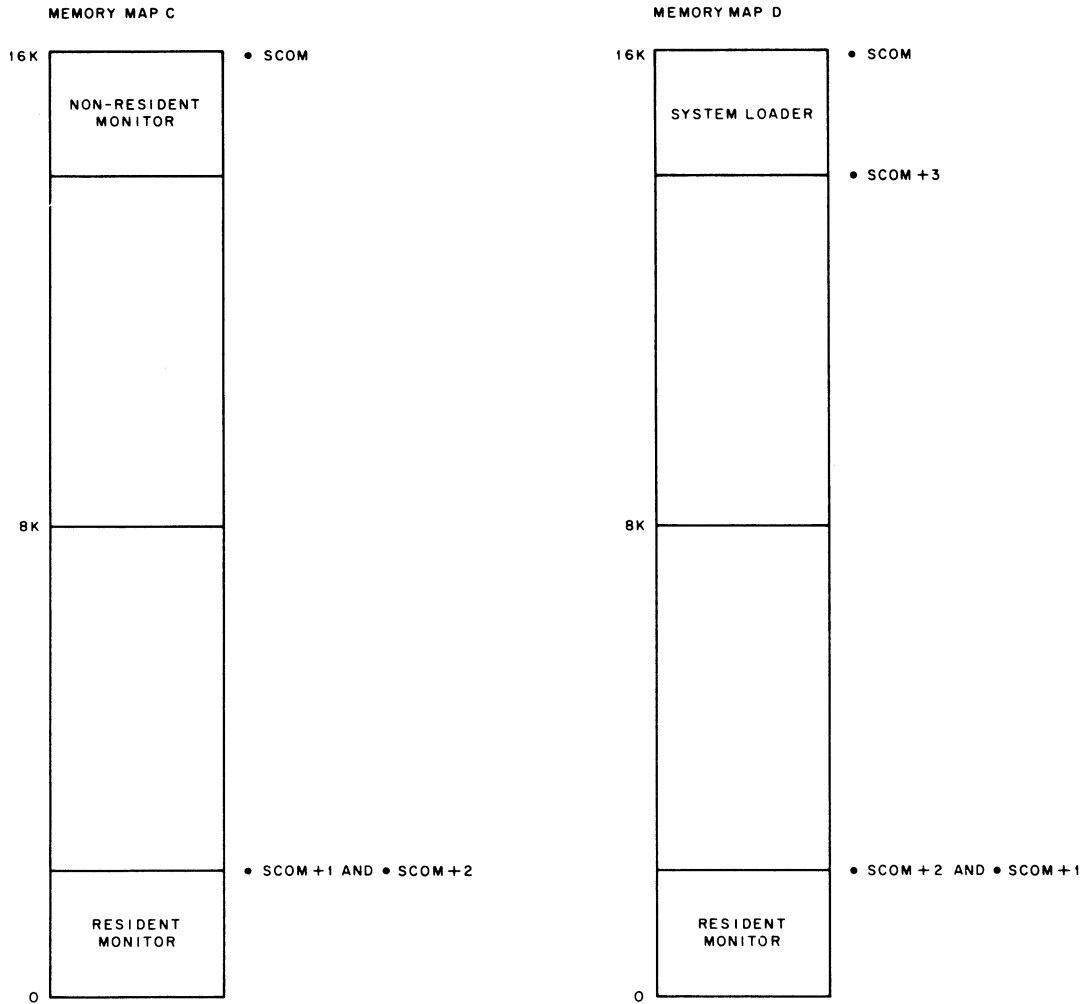 MEMORY MAP C
16K
• SCOM
NON-RESIDENT
MONITOR
8K
• SCOM +1 AND • SCOM +2
RESIDENT
MONITOR
0
MEMORY MAP D
16K
• SCOM
SYSTEM LOADER
• SCOM +3
8K
• SCOM +2 AND • SCOM +1
RESIDENT
MONITOR
0